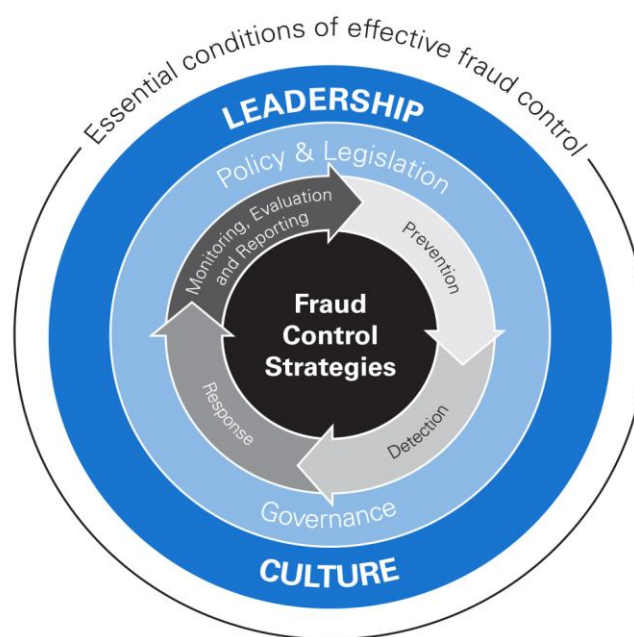 Essential conditions of effective fraud control
LEADERSHIP
Policy & Legislation
Monitoring, Evaluation
and Reporting
Prevention
Fraud
Control
Strategies
Response
Detection
Governance
CULTURE